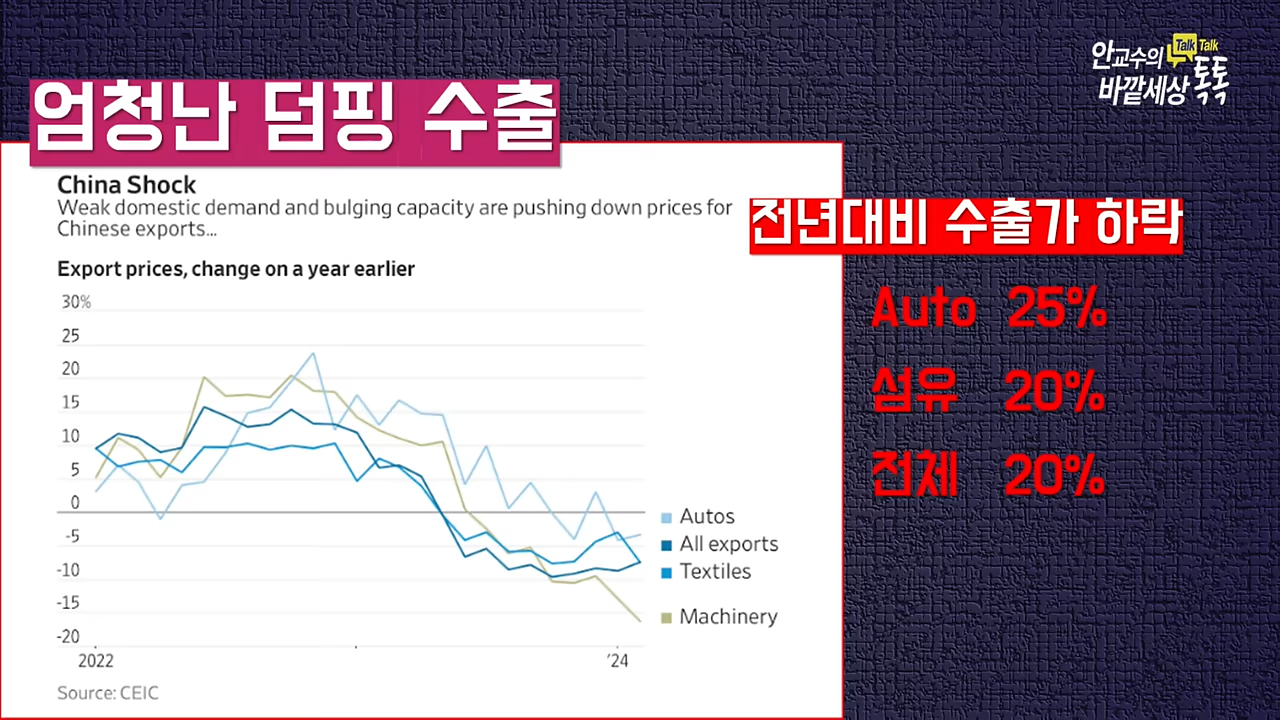 안교수의 Talk Talk
바깥세상 톡톡
엄청난 덤핑 수출
China Shock
Weak domestic demand and bulging capacity are pushing down prices for
Chinese exports...
Export prices, change on a year earlier
30%
25
20
15
10
5
0
-5
-10
-15
-20
2022
'24
Autos
All exports
Textiles
Machinery
Source: CEIC
전년대비 수출가 하락
Auto 25%
섬유 20%
전체 20%